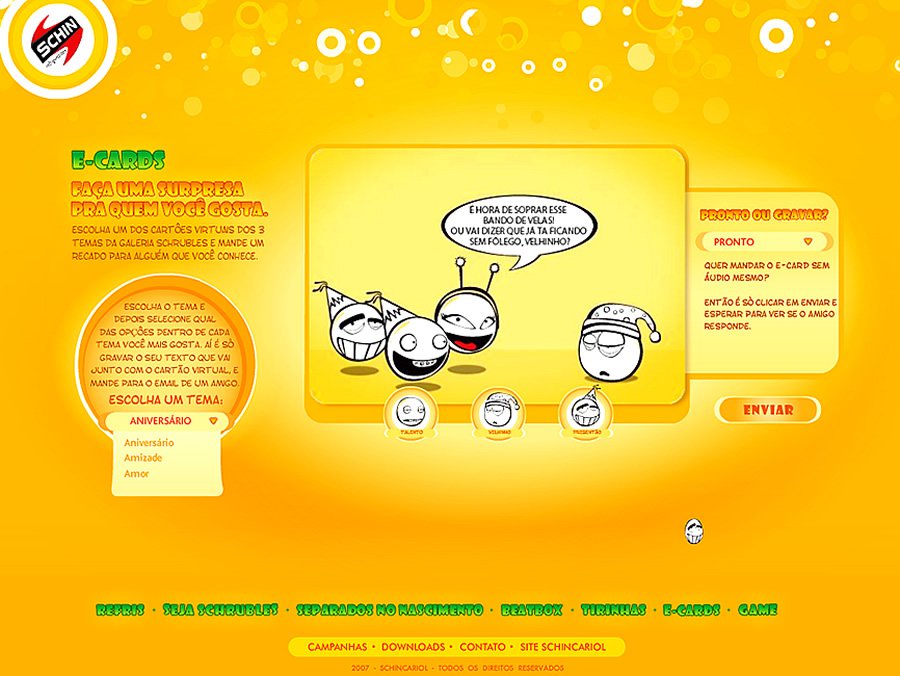 SCHIN
E-CARDS
FAÇA UMA SURPRESA
PRA QUEM VOCÊ GOSTA.
ESCOLHA UM DOS CARTÕES VIRTUAIS DOS 3
TEMAS DA GALERIA SCHRUBLES E MANDE UM
RECADO PARA ALGUÉM QUE VOCÊ CONHECE.
ESCOLHA O TEMA E
DEPOIS SELECIONE QUAL
DAS OPÇÕES DENTRO DE CADA
TEMA VOCÊ MAIS GOSTA. AÍ É SÓ
GRAVAR O SEU TEXTO QUE VAI
JUNTO COM O CARTÃO VIRTUAL, E
MANDE PARA O EMAIL DE UM AMIGO.
ESCOLHA UM TEMA:
ANIVERSÁRIO
Aniversário
Amizade
Amor
É HORA DE SOPRAR ESSE
BANDO DE VELAS!
OU VAI DIZER QUE JÁ TA FICANDO
SEM FÔLEGO, VELHINHO?
TALENTO
VELHINHO
PRESENTÃO
PRONTO OU GRAVAR?
PRONTO
QUER MANDAR O E-CARD SEM
ÁUDIO MESMO?
ENTÃO É SÓ CLICAR EM ENVIAR E
ESPERAR PARA VER SE O AMIGO
RESPONDE.
ENVIAR
REFRIS · SEJA SCHRUBLES · SEPARADOS NO NASCIMENTO · BEATBOX · TIRINHAS · E-CARDS · GAME
CAMPANHAS · DOWNLOADS · CONTATO · SITE SCHINCARIOL
2007 - SCHINCARIOL - TODOS OS DIREITOS RESERVADOS